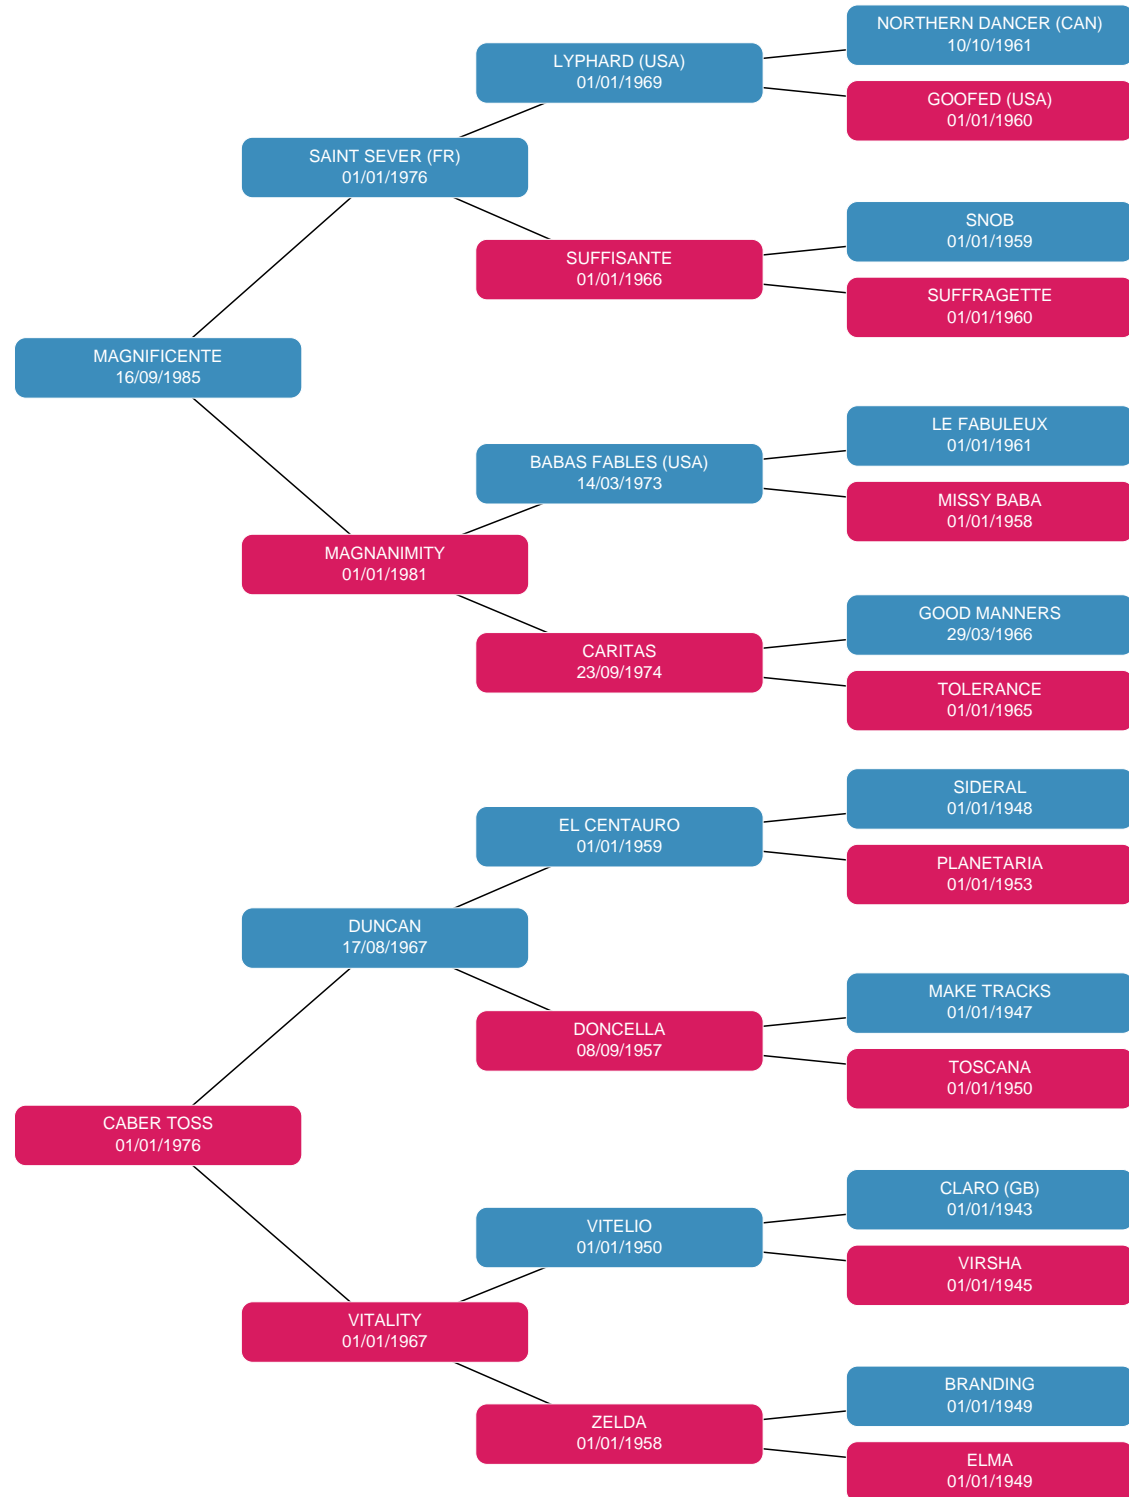 NORTHERN DANCER (CAN)
10/10/1961
LYPHARD (USA)
01/01/1969
GOOFED (USA)
01/01/1960
SAINT SEVER (FR)
01/01/1976
SNOB
01/01/1959
SUFFISANTE
01/01/1966
SUFFRAGETTE
01/01/1960
MAGNIFICENTE
16/09/1985
LE FABULEUX
01/01/1961
BABAS FABLES (USA)
14/03/1973
MISSY BABA
01/01/1958
MAGNANIMITY
01/01/1981
GOOD MANNERS
29/03/1966
CARITAS
23/09/1974
TOLERANCE
01/01/1965
SIDERAL
01/01/1948
EL CENTAURO
01/01/1959
PLANETARIA
01/01/1953
DUNCAN
17/08/1967
MAKE TRACKS
01/01/1947
DONCELLA
08/09/1957
TOSCANA
01/01/1950
CABER TOSS
01/01/1976
CLARO (GB)
01/01/1943
VITELIO
01/01/1950
VIRSHA
01/01/1945
VITALITY
01/01/1967
BRANDING
01/01/1949
ZELDA
01/01/1958
ELMA
01/01/1949